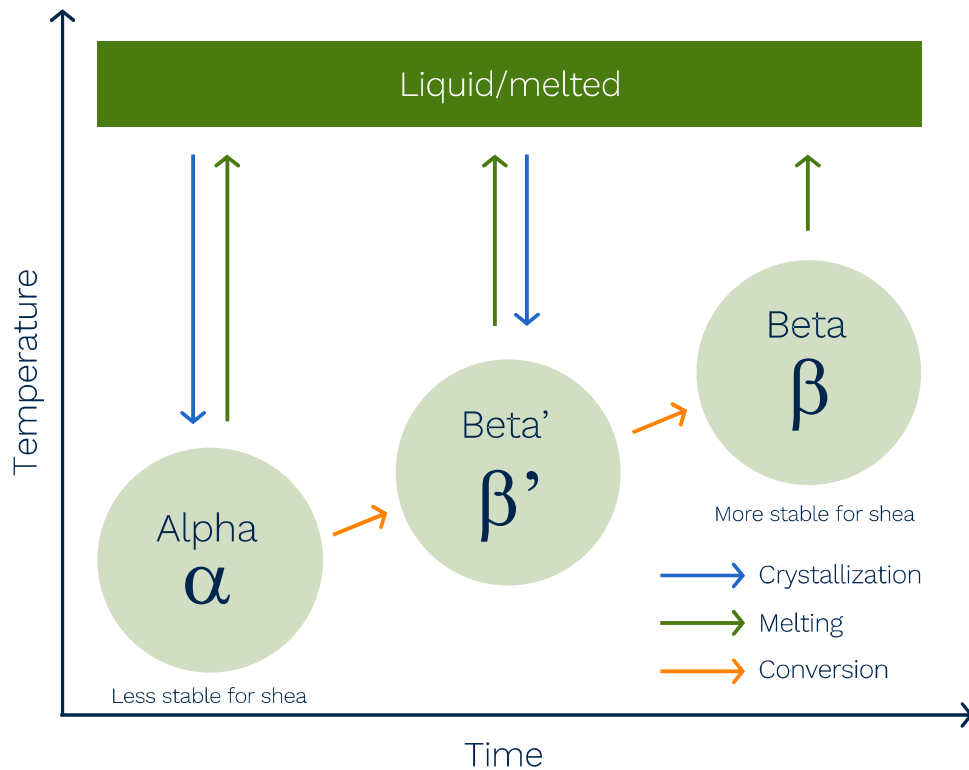 Liquid/melted
Temperature
Alpha
α
Less stable for shea
Beta’
β’
Beta
β
More stable for shea
Crystallization
Melting
Conversion
Time